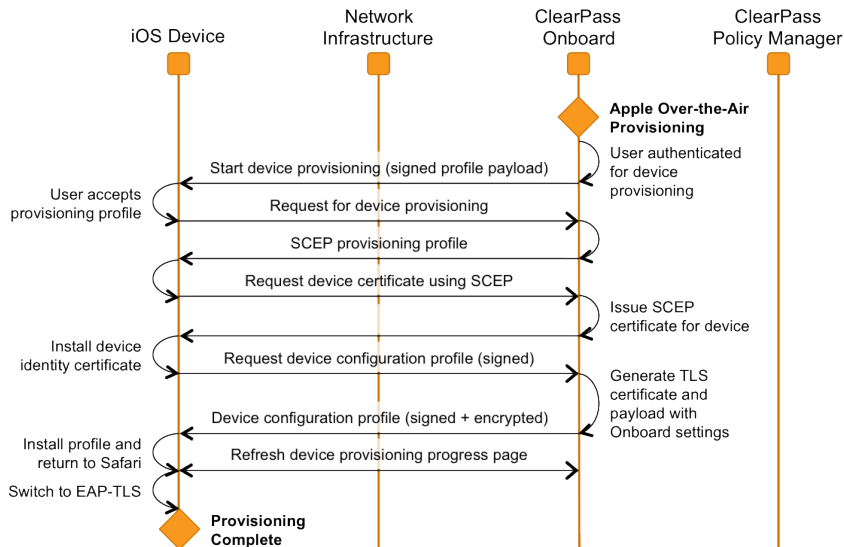 iOS Device
Network
Infrastructure
ClearPass
Onboard
ClearPass
Policy Manager
Apple Over-the-Air
Provisioning
User authenticated
for device
provisioning
Start device provisioning (signed profile payload)
User accepts
provisioning profile
Request for device provisioning
SCEP provisioning profile
Request device certificate using SCEP
Issue SCEP
certificate for device
Install device
identity certificate
Request device configuration profile (signed)
Generate TLS
certificate and
payload with
Onboard settings
Device configuration profile (signed + encrypted)
Install profile and
return to Safari
Refresh device provisioning progress page
Switch to EAP-TLS
Provisioning
Complete